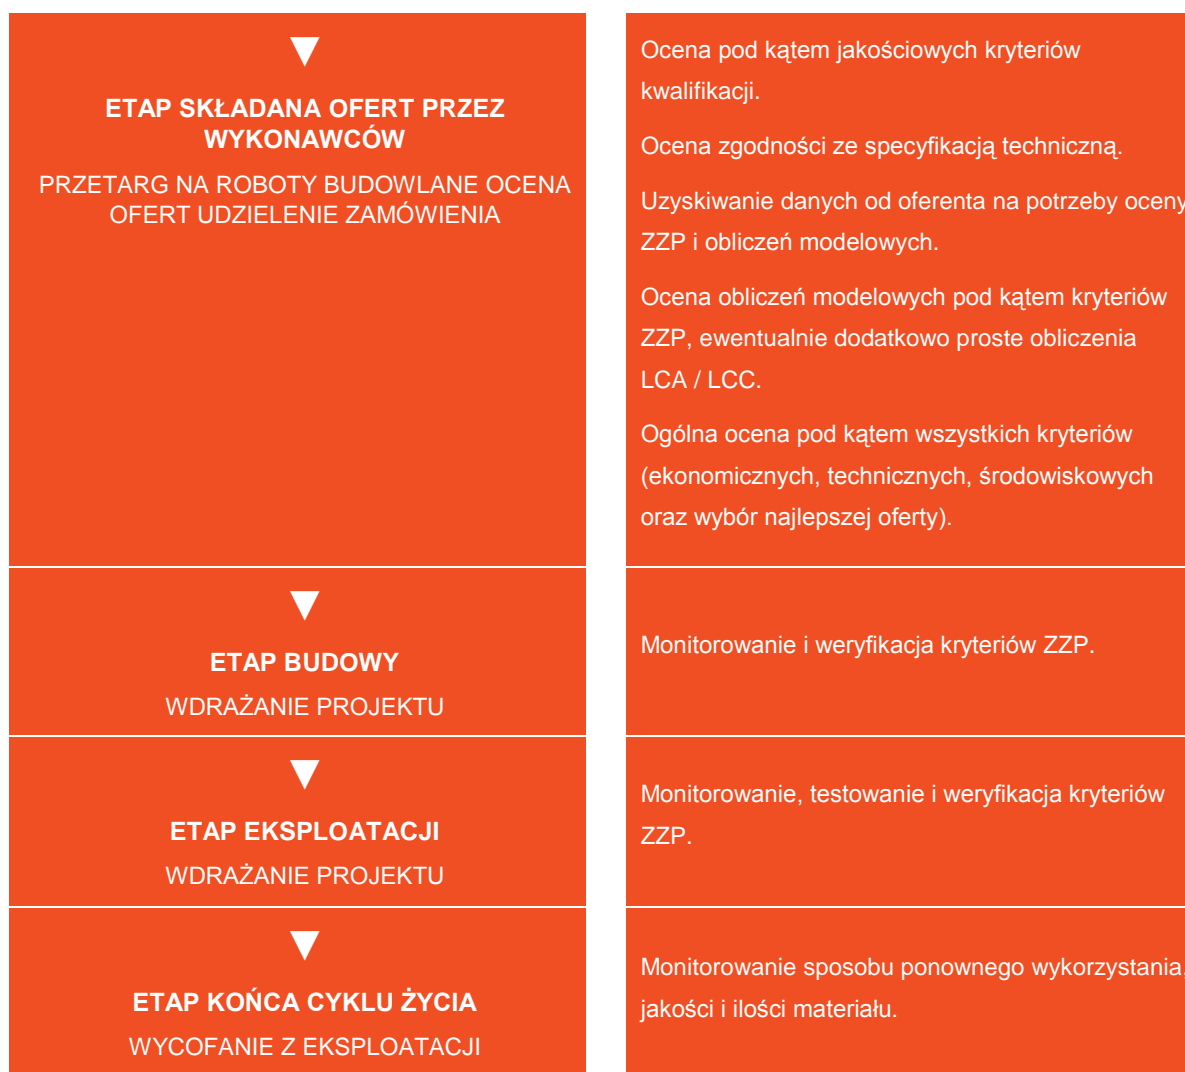 ▼
ETAP SKŁADANA OFERT PRZEZ
WYKONAWCÓW
PRZETARG NA ROBOTY BUDOWLANE OCENA
OFERT UDZIELENIE ZAMÓWIENIA
Ocena pod kątem jakościowych kryteriów
kwalifikacji.
Ocena zgodności ze specyfikacją techniczną.
Uzyskiwanie danych od oferenta na potrzeby oceny
ZZP i obliczeń modelowych.
Ocena obliczeń modelowych pod kątem kryteriów
ZZP, ewentualnie dodatkowo proste obliczenia
LCA / LCC.
Ogólna ocena pod kątem wszystkich kryteriów
(ekonomicznych, technicznych, środowiskowych
oraz wybór najlepszej oferty).
▼
ETAP BUDOWY
WDRAŻANIE PROJEKTU
Monitorowanie i weryfikacja kryteriów ZZP.
▼
ETAP EKSPLOATACJI
WDRAŻANIE PROJEKTU
Monitorowanie, testowanie i weryfikacja kryteriów
ZZP.
▼
ETAP KOŃCA CYKLU ŻYCIA
WYCOFANIE Z EKSPLOATACJI
Monitorowanie sposobu ponownego wykorzystania,
jakości i ilości materiału.